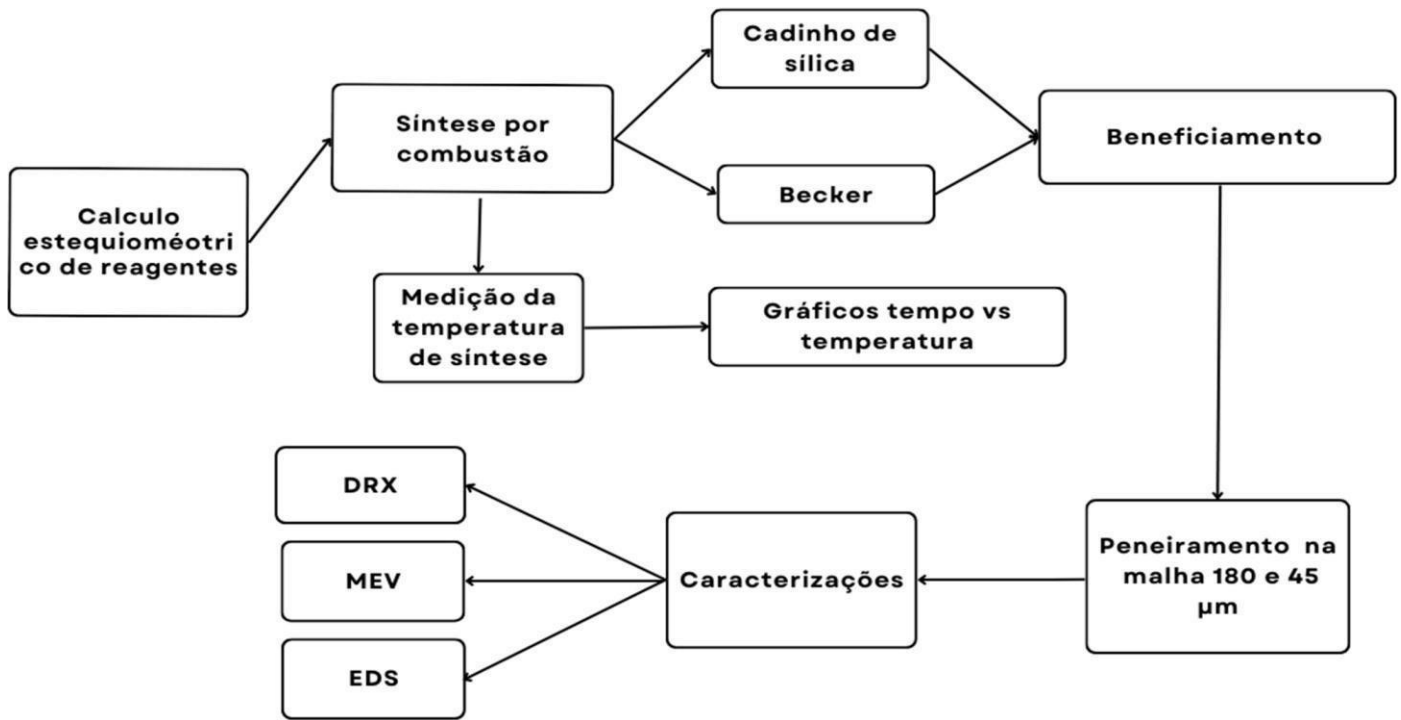 Cadinho de
sílica
Síntese por
combustão
Beneficiamento
Becker
Calculo
estequioméotri
co de reagentes
Medição da
temperatura
de síntese
Gráficos tempo vs
temperatura
DRX
MEV
EDS
Caracterizações
Peneiramento na
malha 180 e 45
µm